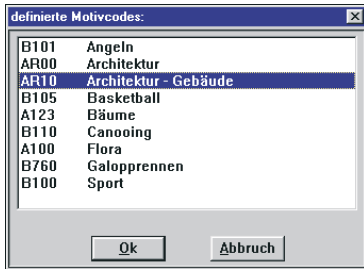 definierte Motivcodes:
B101 Angeln
AR00 Architektur
AR10 Architektur - Gebäude
B105 Basketball
A123 Bäume
B110 Canooing
A100 Flora
B760 Galopprennen
B100 Sport
Ok Abbruch